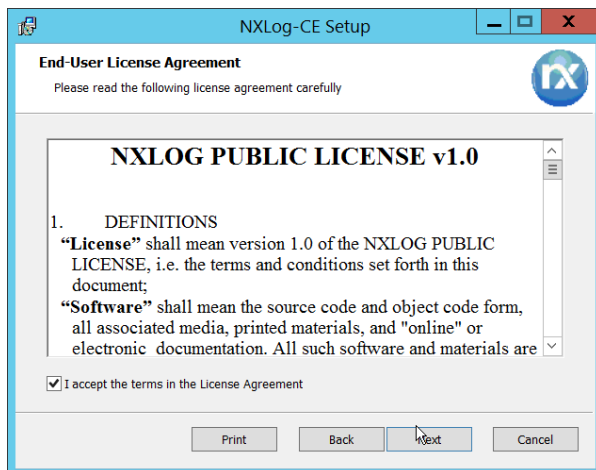 NXLog-CE Setup
End-User License Agreement
Please read the following license agreement carefully
nx
NXLOG PUBLIC LICENSE v1.0
1. DEFINITIONS
“License” shall mean version 1.0 of the NXLOG PUBLIC
LICENSE, i.e. the terms and conditions set forth in this
document;
“Software” shall mean the source code and object code form,
all associated media, printed materials, and "online" or
electronic documentation. All such software and materials are
I accept the terms in the License Agreement
Print Back Next Cancel